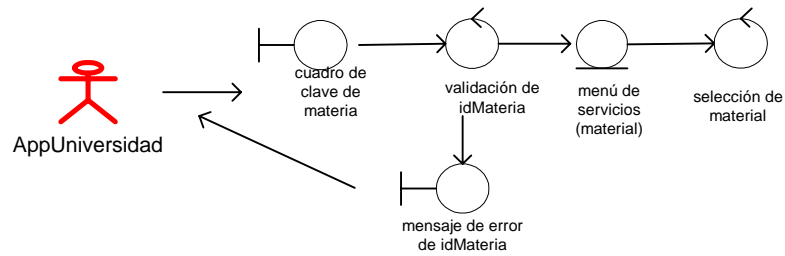 AppUniversidad
cuadro de
clave de
materia
validación de
idMateria
menú de
servicios
(material)
selección de
material
mensaje de error
de idMateria